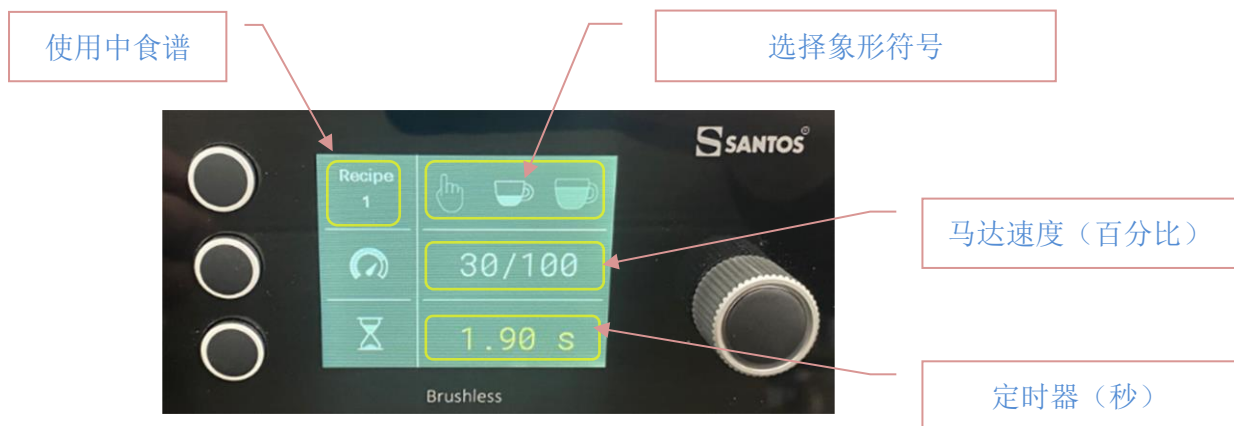 使用中食谱
选择象形符号
SSANTOS®
Recipe
1
30/100
马达速度（百分比）
1.90 s
定时器（秒）
Brushless